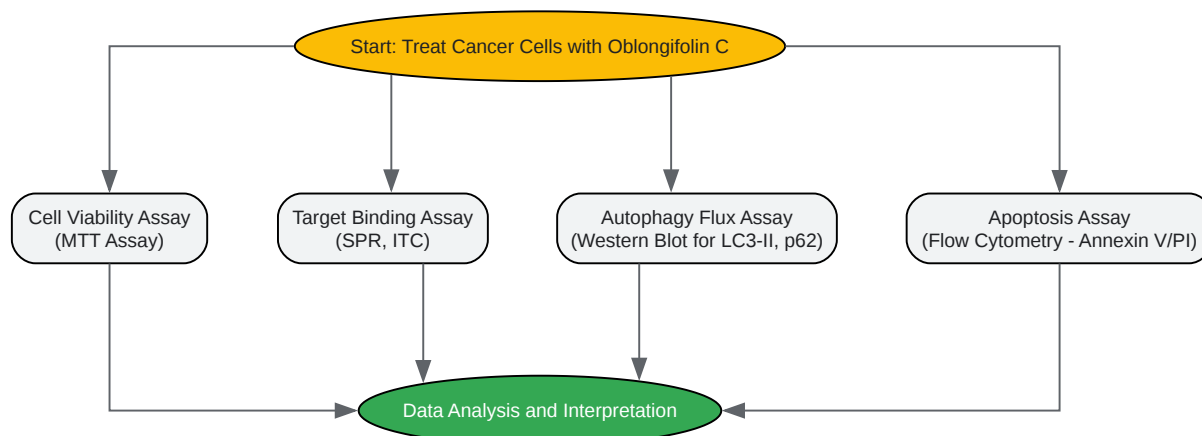 Start: Treat Cancer Cells with Oblongifolin C
Cell Viability Assay
(MTT Assay)
Target Binding Assay
(SPR, ITC)
Autophagy Flux Assay
(Western Blot for LC3-II, p62)
Apoptosis Assay
(Flow Cytometry - Annexin V/PI)
Data Analysis and Interpretation